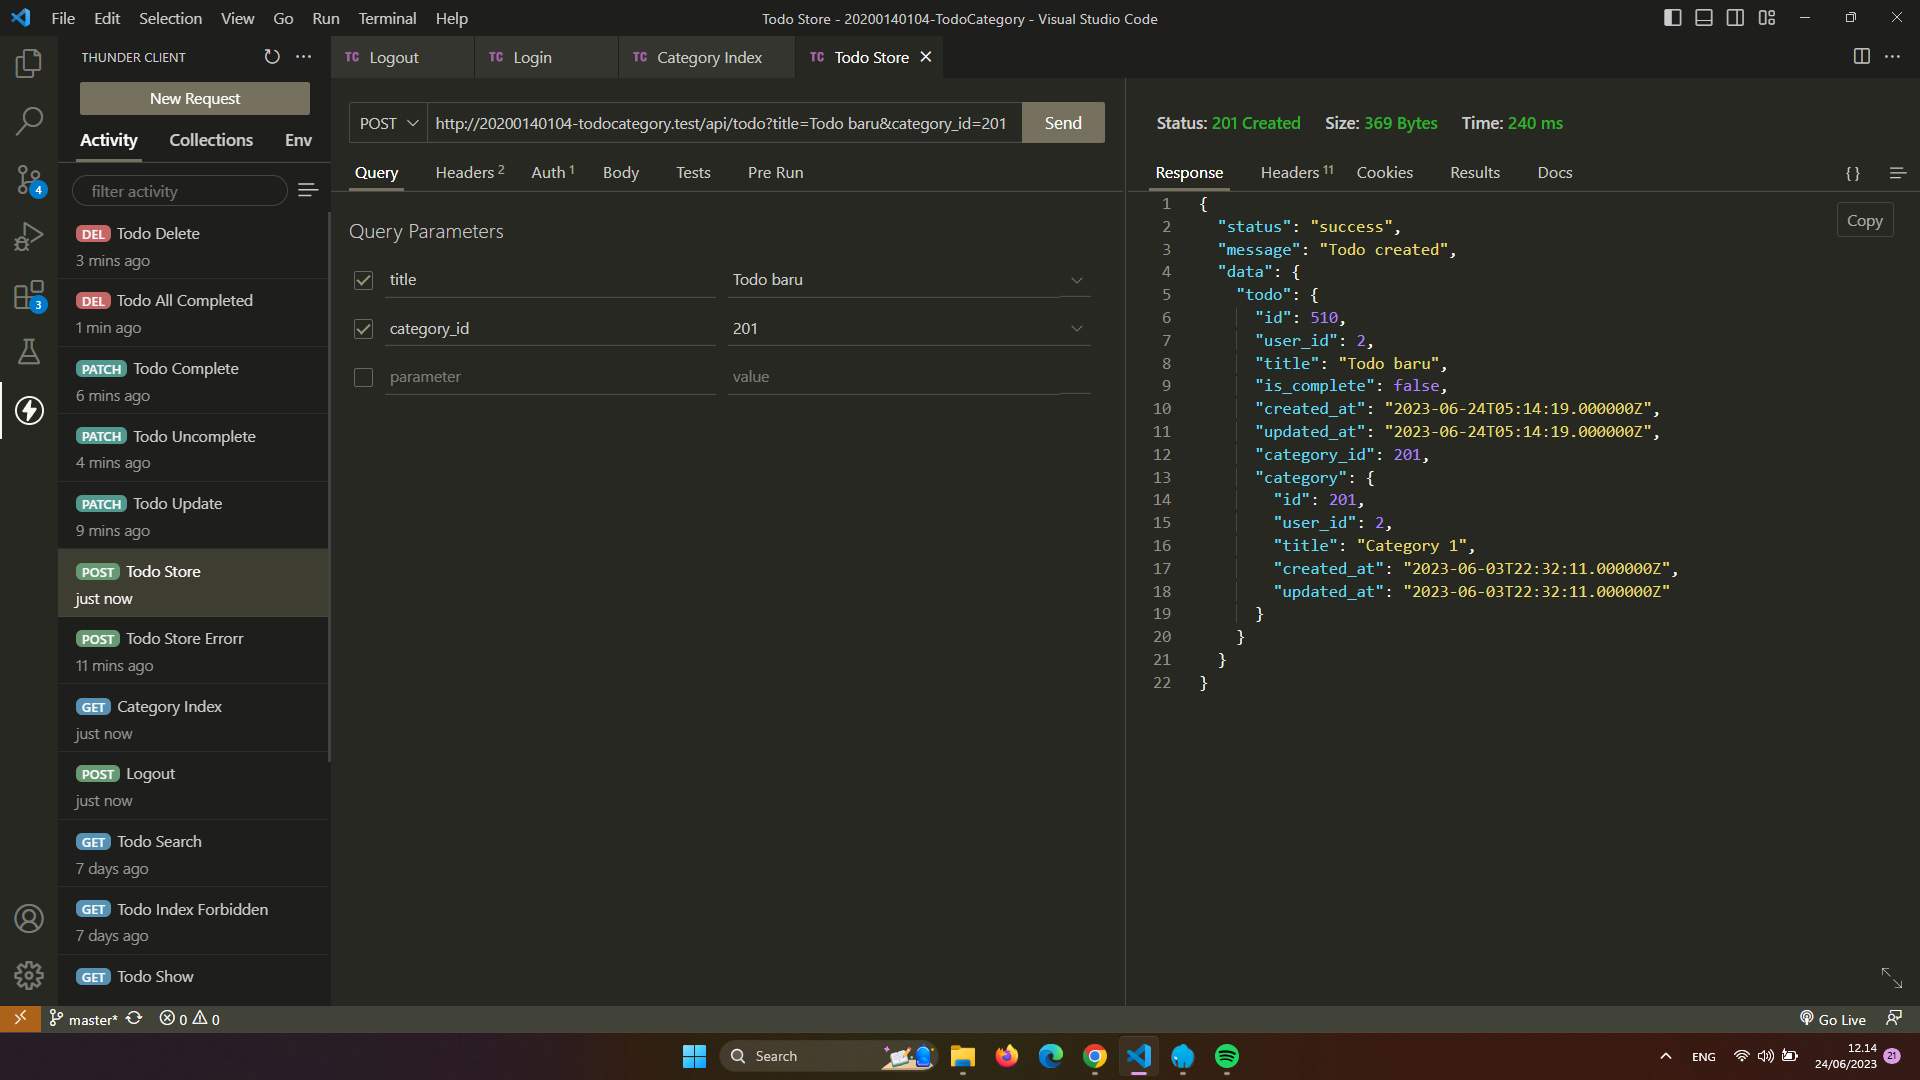 File Edit Selection View Go Run Terminal Help
Todo Store - 20200140104-TodoCategory - Visual Studio Code
THUNDER CLIENT
New Request
Activity Collections Env
filter activity
DEL Todo Delete
3 mins ago
DEL Todo All Completed
1 min ago
PATCH Todo Complete
6 mins ago
PATCH Todo Uncomplete
4 mins ago
PATCH Todo Update
9 mins ago
POST Todo Store
just now
POST Todo Store Errorr
11 mins ago
GET Category Index
just now
POST Logout
just now
GET Todo Search
7 days ago
GET Todo Index Forbidden
7 days ago
GET Todo Show
4
3
TC Logout TC Login TC Category Index TC Todo Store
POST http://20200140104-todocategory.test/api/todo?title=Todo baru&category_id=201 Send
Query Headers 2 Auth 1 Body Tests Pre Run
Query Parameters
title Todo baru
category_id 201
parameter value
Status: 201 Created Size: 369 Bytes Time: 240 ms
Response Headers 11 Cookies Results Docs { }
Copy
1 {
2 "status": "success",
3 "message": "Todo created",
4 "data": {
5 "todo": {
6 "id": 510,
7 "user_id": 2,
8 "title": "Todo baru",
9 "is_complete": false,
10 "created_at": "2023-06-24T05:14:19.000000Z",
11 "updated_at": "2023-06-24T05:14:19.000000Z",
12 "category_id": 201,
13 "category": {
14 "id": 201,
15 "user_id": 2,
16 "title": "Category 1",
17 "created_at": "2023-06-03T22:32:11.000000Z",
18 "updated_at": "2023-06-03T22:32:11.000000Z"
19 }
20 }
21 }
22 }
master* 0 0
Go Live
Search
ENG
12.14
24/06/2023
21